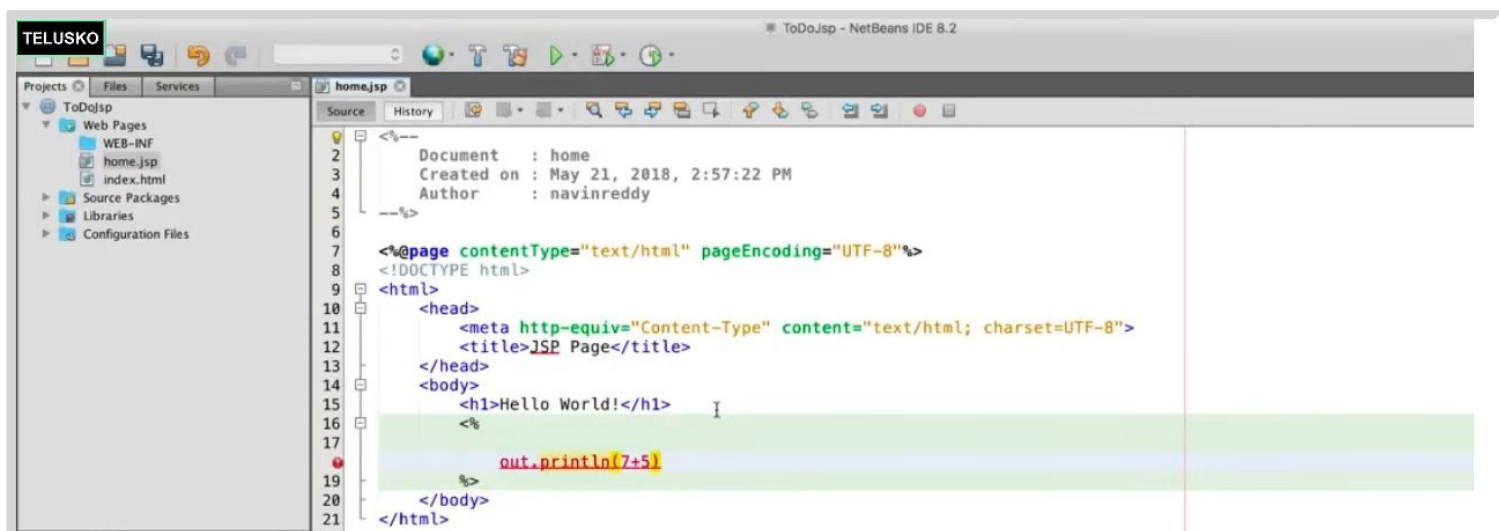 TELUSKO
ToDoJsp - NetBeans IDE 8.2
Projects Files Services
ToDoJsp
Web Pages
WEB-INF
home.jsp
index.html
Source Packages
Libraries
Configuration Files
home.jsp
Source History
<%--
2 Document : home
3 Created on : May 21, 2018, 2:57:22 PM
4 Author : navinreddy
5 --%>
6
7 <%@page contentType="text/html" pageEncoding="UTF-8"%>
8 <!DOCTYPE html>
9 <html>
10 <head>
11 <meta http-equiv="Content-Type" content="text/html; charset=UTF-8">
12 <title>JSP Page</title>
13 </head>
14 <body>
15 <h1>Hello World!</h1>
16 <%
17
out.println(7+5)
19 %>
20 </body>
21 </html>